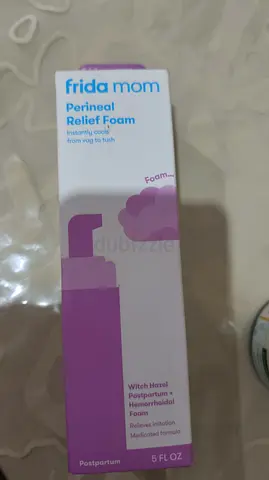 frida mom
Perineal
Relief Foam
Instantly cools
from vag to tush
Foam...
dubizzle
Witch Hazel
Postpartum +
Hemorrhoidal
Foam
Relieves irritation
Medicated formula
Postpartum
5 FL OZ